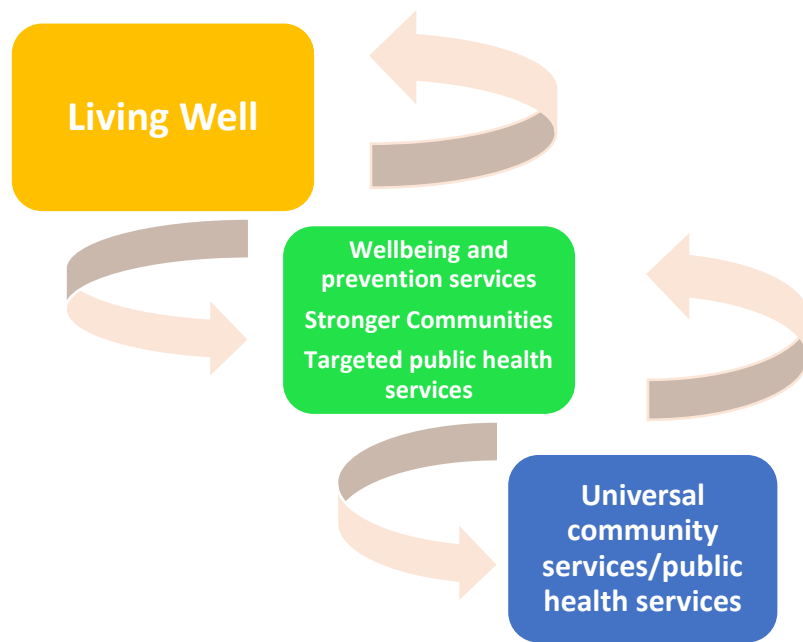 Living Well
Wellbeing and
prevention services
Stronger Communities
Targeted public health
services
Universal
community
services/public
health services